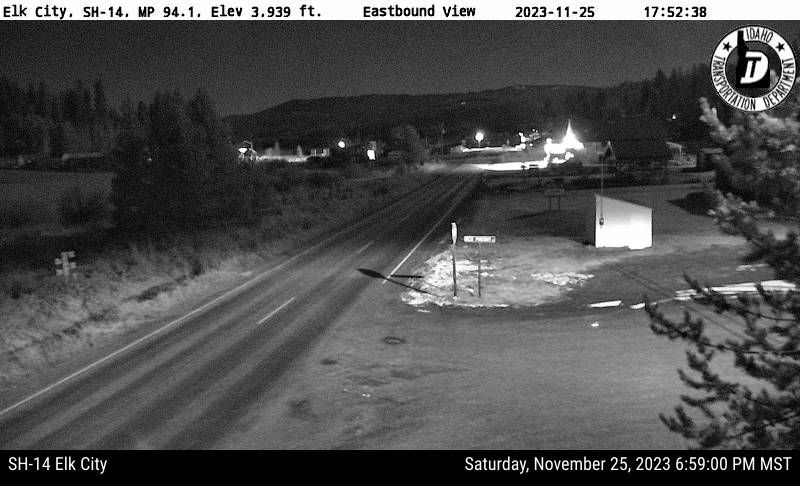 Elk City, SH-14, MP 94.1, Elev 3,939 ft. Eastbound View 2023-11-25 17:52:38
IDAHO
TRANSPORTATION DEPARTMENT
SH-14 Elk City Saturday, November 25, 2023 6:59:00 PM MST